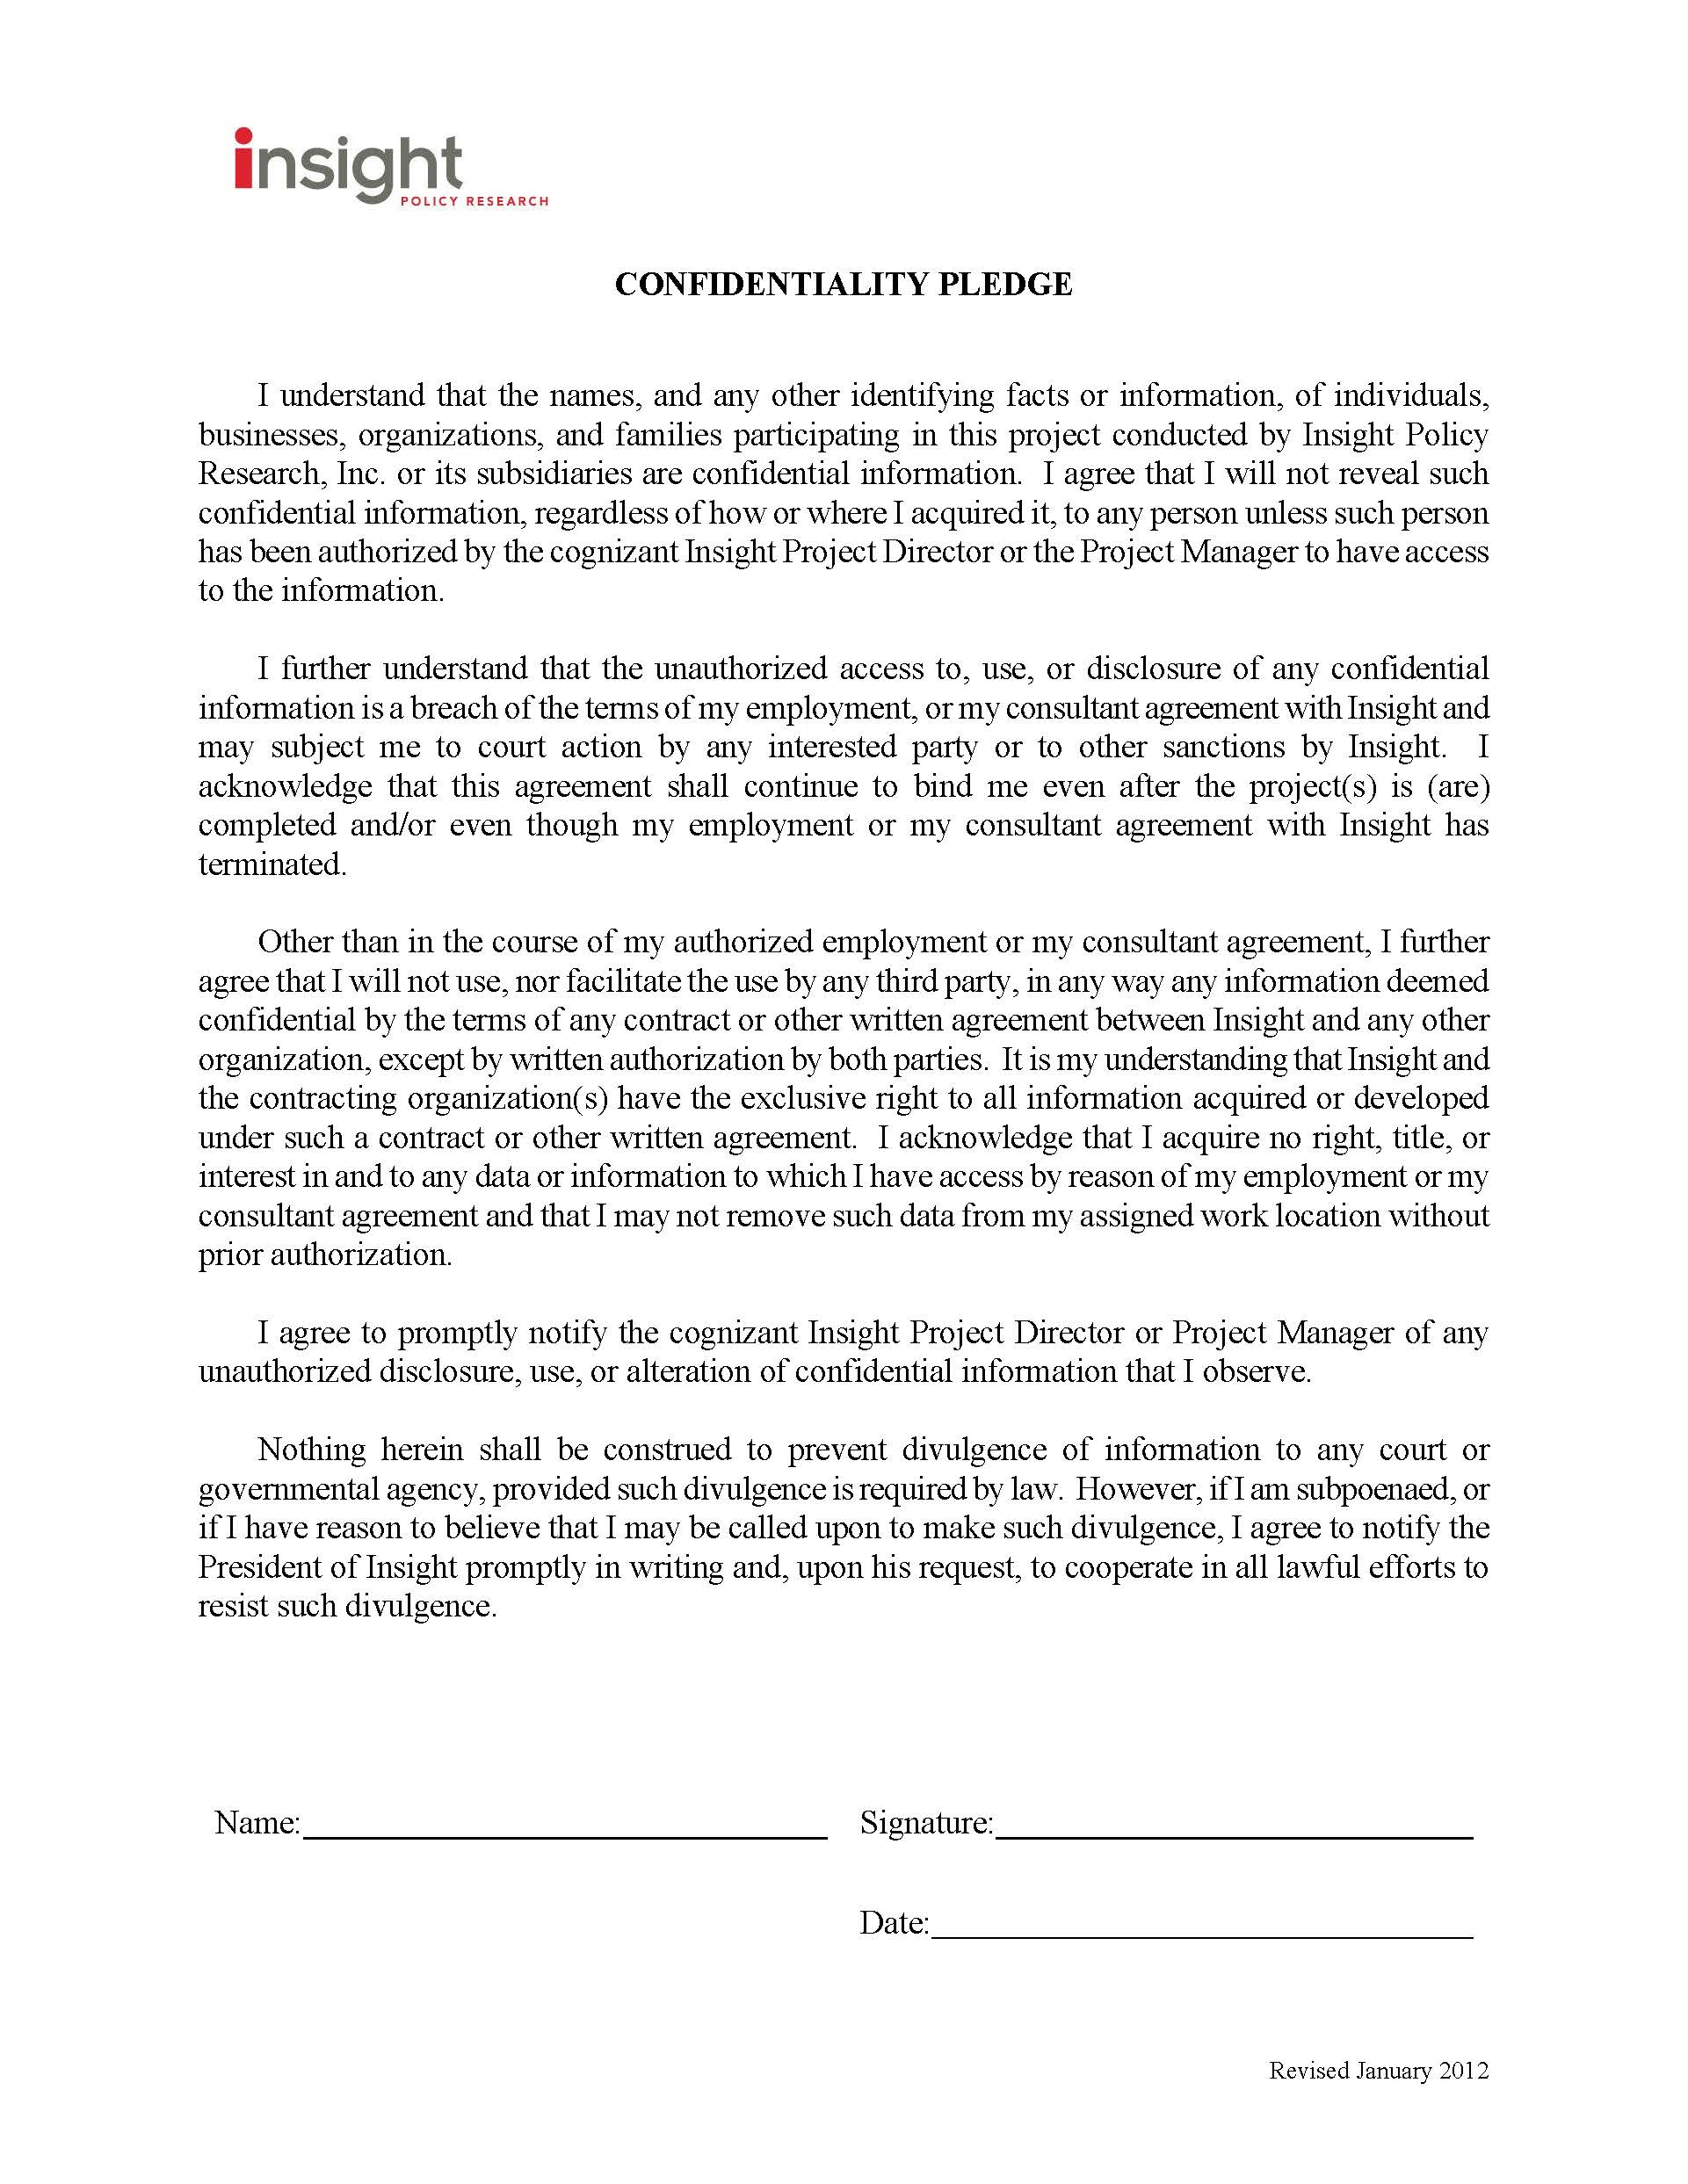 insight
POLICY RESEARCH
CONFIDENTIALITY PLEDGE
I understand that the names, and any other identifying facts or information, of individuals,
businesses, organizations, and families participating in this project conducted by Insight Policy
Research, Inc. or its subsidiaries are confidential information. I agree that I will not reveal such
confidential information, regardless of how or where I acquired it, to any person unless such person
has been authorized by the cognizant Insight Project Director or the Project Manager to have access
to the information.
I further understand that the unauthorized access to, use, or disclosure of any confidential
information is a breach of the terms of my employment, or my consultant agreement with Insight and
may subject me to court action by any interested party or to other sanctions by Insight. I
acknowledge that this agreement shall continue to bind me even after the project(s) is (are)
completed and/or even though my employment or my consultant agreement with Insight has
terminated.
Other than in the course of my authorized employment or my consultant agreement, I further
agree that I will not use, nor facilitate the use by any third party, in any way any information deemed
confidential by the terms of any contract or other written agreement between Insight and any other
organization, except by written authorization by both parties. It is my understanding that Insight and
the contracting organization(s) have the exclusive right to all information acquired or developed
under such a contract or other written agreement. I acknowledge that I acquire no right, title, or
interest in and to any data or information to which I have access by reason of my employment or my
consultant agreement and that I may not remove such data from my assigned work location without
prior authorization.
I agree to promptly notify the cognizant Insight Project Director or Project Manager of any
unauthorized disclosure, use, or alteration of confidential information that I observe.
Nothing herein shall be construed to prevent divulgence of information to any court or
governmental agency, provided such divulgence is required by law. However, if I am subpoenaed, or
if I have reason to believe that I may be called upon to make such divulgence, I agree to notify the
President of Insight promptly in writing and, upon his request, to cooperate in all lawful efforts to
resist such divulgence.
Name: Signature:
Date:
Revised January 2012